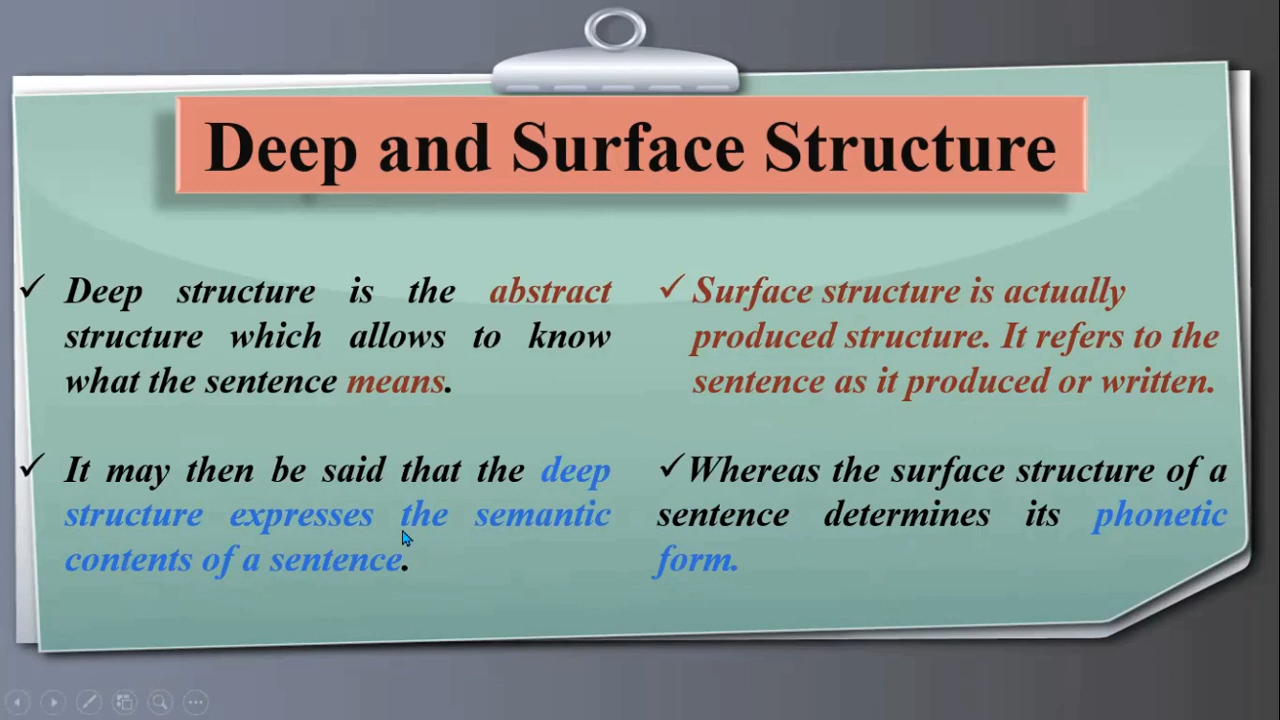 Deep and Surface Structure
✓ Deep structure is the abstract
structure which allows to know
what the sentence means.
✓ It may then be said that the deep
structure expresses the semantic
contents of a sentence.
✓ Surface structure is actually
produced structure. It refers to the
sentence as it produced or written.
✓Whereas the surface structure of a
sentence determines its phonetic
form.